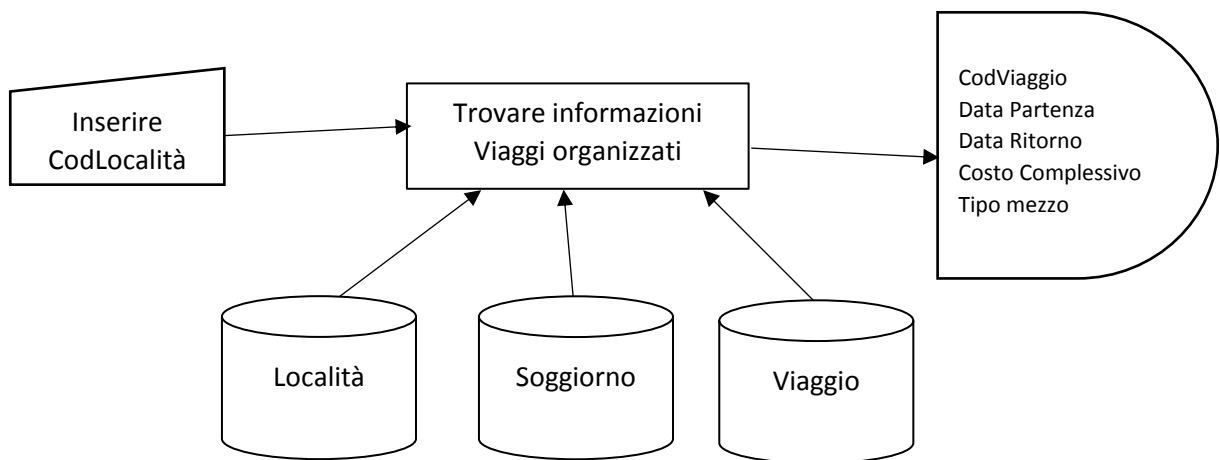 Inserire
CodLocalità
Trovare informazioni
Viaggi organizzati
CodViaggio
Data Partenza
Data Ritorno
Costo Complessivo
Tipo mezzo
Località
Soggiorno
Viaggio